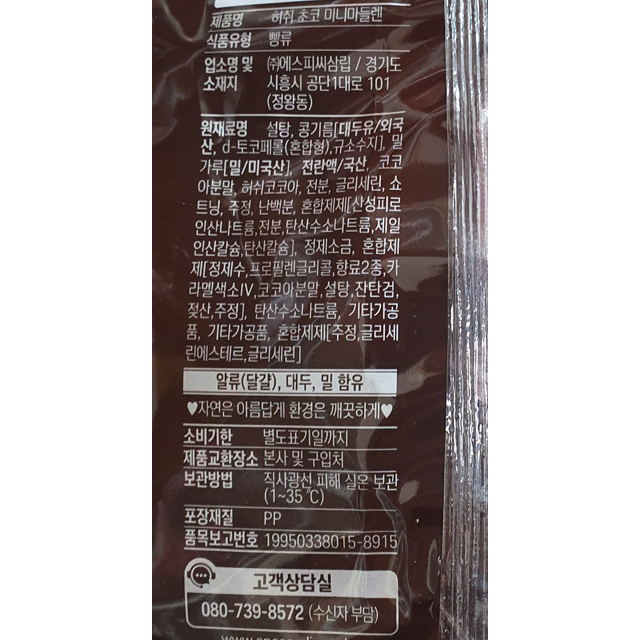 제품명 허쉬 초코 미니마들렌
식품유형 빵류
업소명 및 ㈜에스피씨삼립 / 경기도
소재지 시흥시 공단1대로 101
(정왕동)
원재료명 설탕, 콩기름[대두유/외국
산, d-토코페롤(혼합형),규소수지], 밀
가루[밀/미국산], 전란액/국산, 코코
아분말, 허쉬코코아, 전분, 글리세린, 쇼
트닝, 주정, 난백분, 혼합제제[산성피로
인산나트륨,전분,탄산수소나트륨,제일
인산칼슘,탄산칼슘], 정제소금, 혼합제
제[정제수,프로필렌글리콜,향료2종,카
라멜색소IV,코코아분말,설탕,잔탄검,
젖산,주정], 탄산수소나트륨, 기타가공
품, 기타가공품, 혼합제제[주정,글리세
린에스테르,글리세린]
알류(달걀), 대두, 밀 함유
♥자연은 아름답게 환경은 깨끗하게♥
소비기한 별도표기일까지
제품교환장소 본사 및 구입처
보관방법 직사광선 피해 실온 보관
(1~35℃)
포장재질 PP
품목보고번호 19950338015-8915
고객상담실
080-739-8572 (수신자 부담)